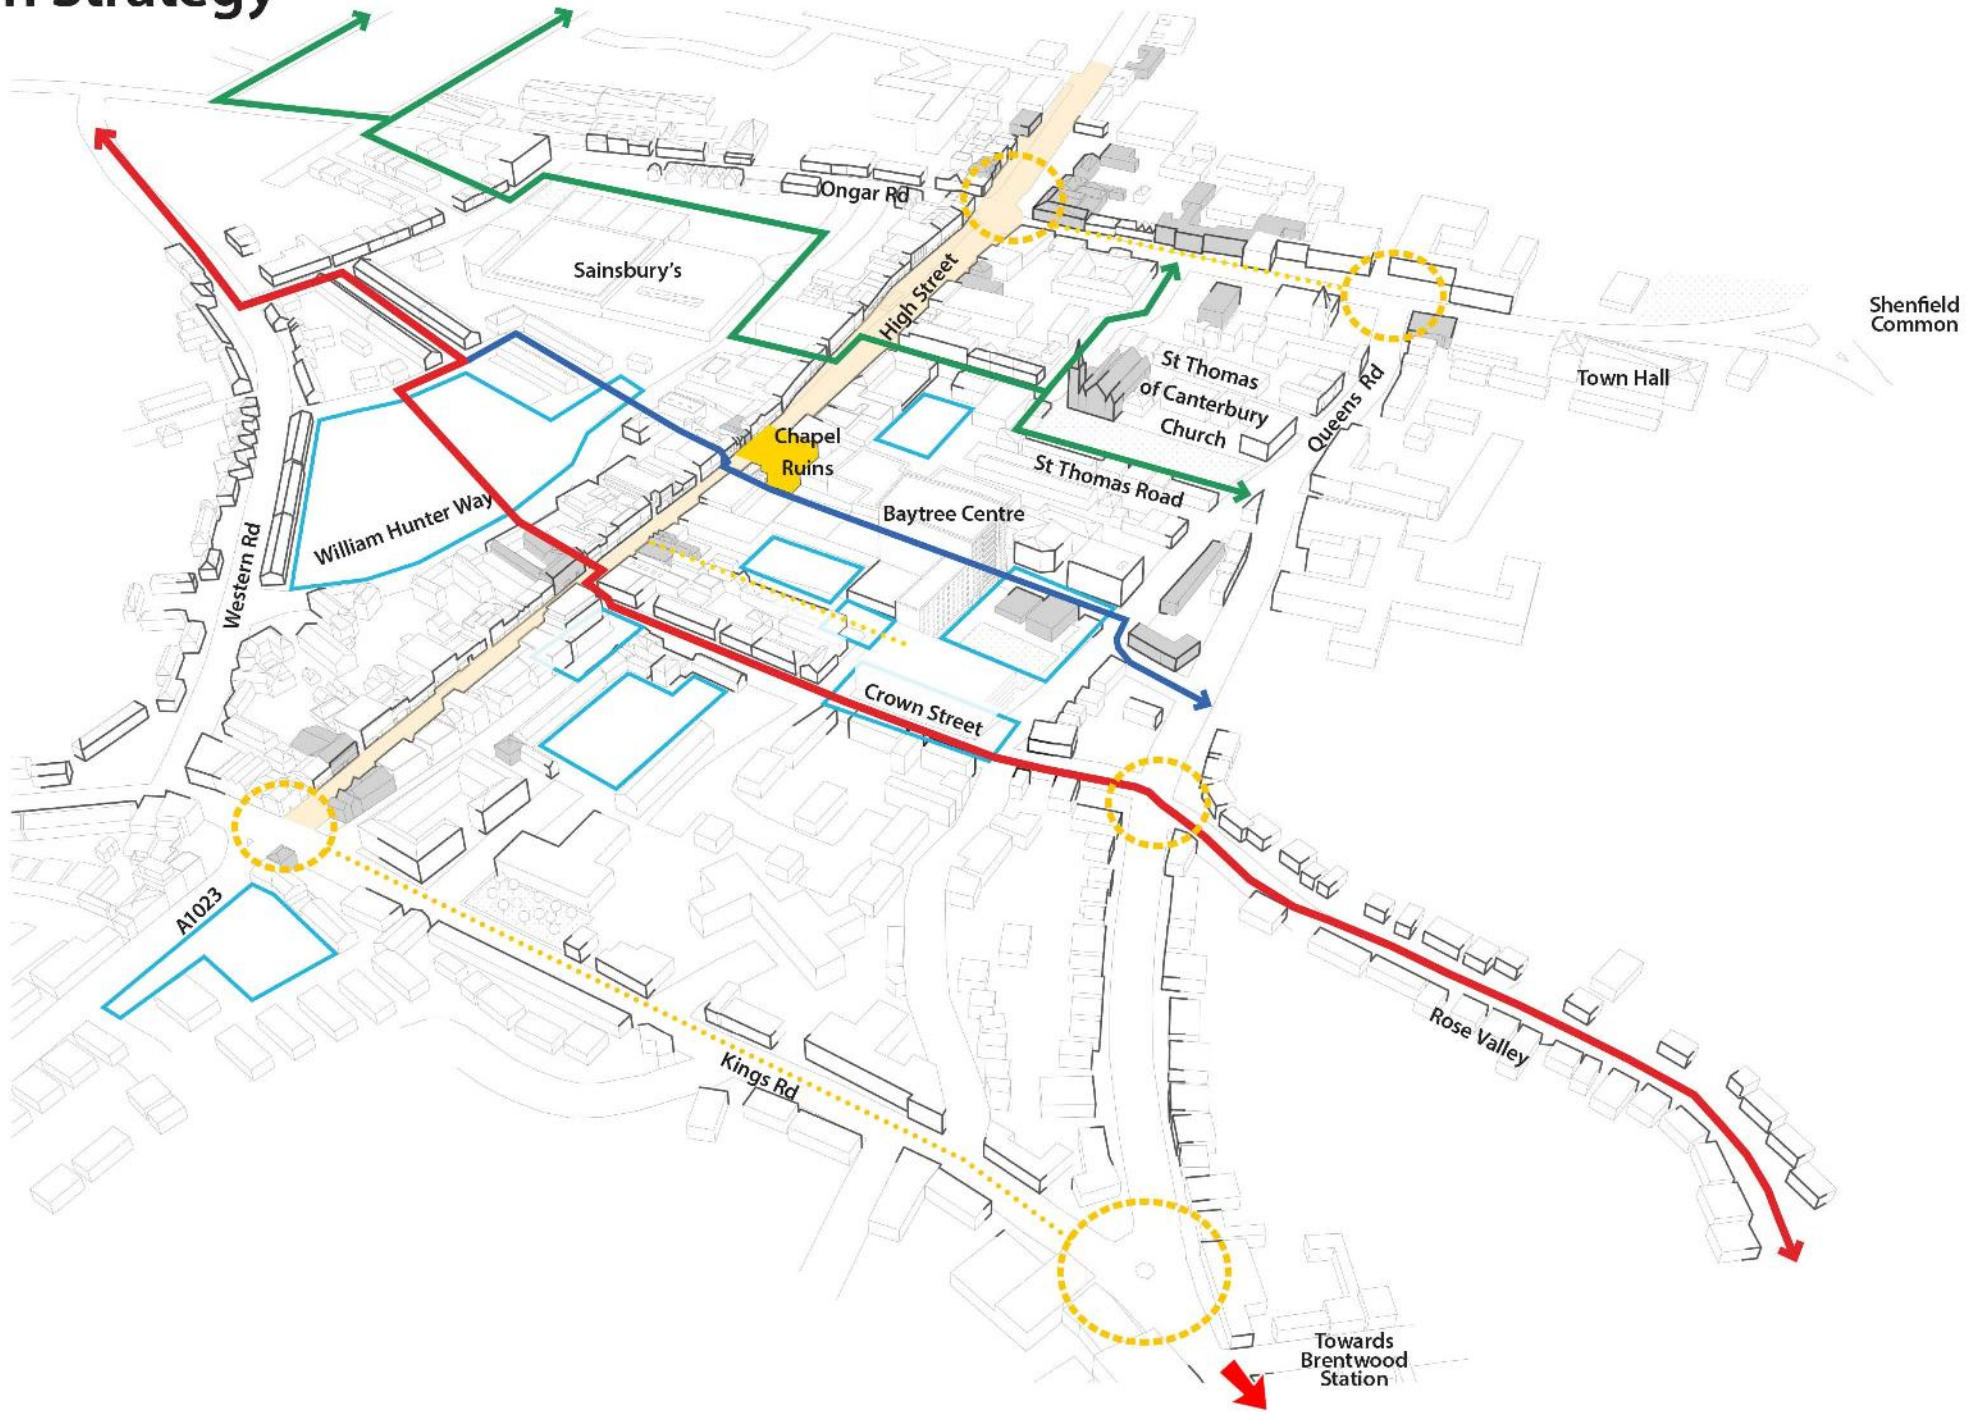 n Strategy
Ongar Rd
Sainsbury's
High Street
Shenfield
Common
St Thomas
of Canterbury
Church
Town Hall
Queens Rd
Chapel
Ruins
St Thomas Road
Baytree Centre
William Hunter Way
Western Rd
Crown Street
A1023
Rose Valley
Kings Rd
Towards
Brentwood
Station